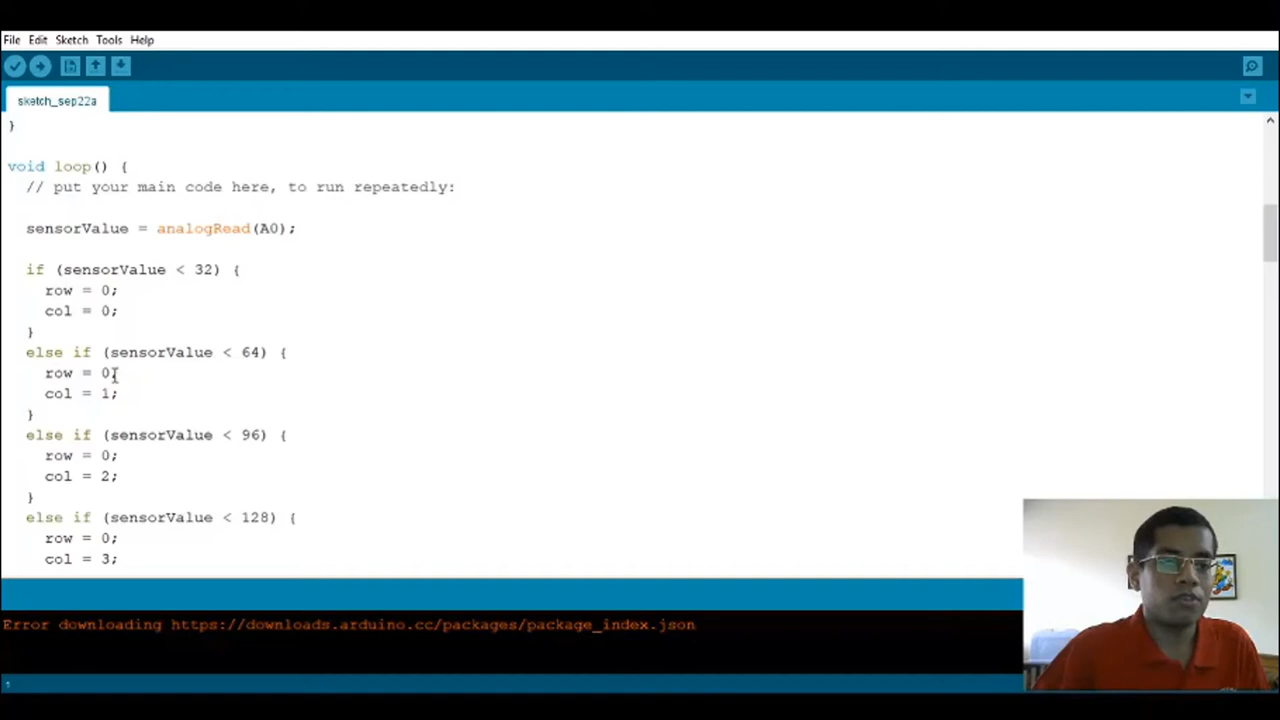 File Edit Sketch Tools Help
sketch_sep22a
}
void loop() {
// put your main code here, to run repeatedly:
sensorValue = analogRead(A0);
if (sensorValue < 32) {
row = 0;
col = 0;
}
else if (sensorValue < 64) {
row = 0;
col = 1;
}
else if (sensorValue < 96) {
row = 0;
col = 2;
}
else if (sensorValue < 128) {
row = 0;
col = 3;
Error downloading https://downloads.arduino.cc/packages/package_index.json